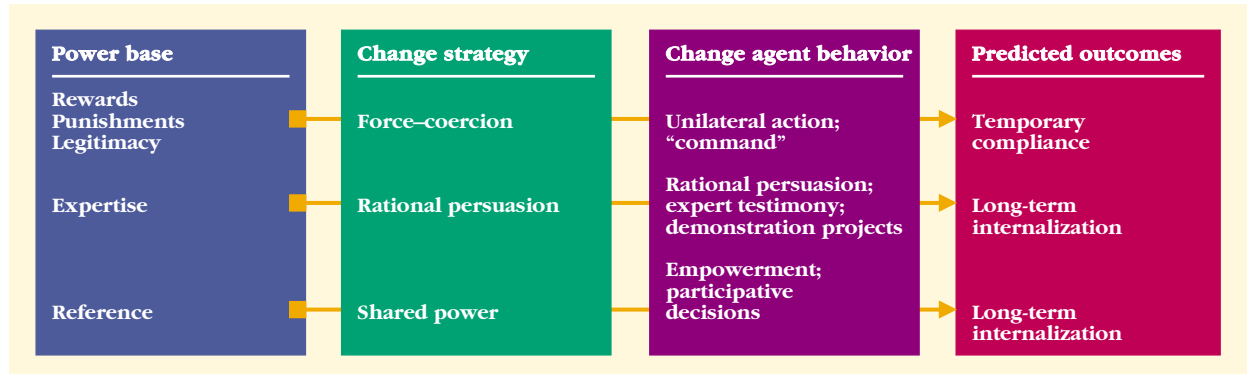 Power base
Rewards
Punishments
Legitimacy
Expertise
Reference
Change strategy
Force–coercion
Rational persuasion
Shared power
Change agent behavior
Unilateral action;
“command”
Rational persuasion;
expert testimony;
demonstration projects
Empowerment;
participative
decisions
Predicted outcomes
Temporary
compliance
Long-term
internalization
Long-term
internalization